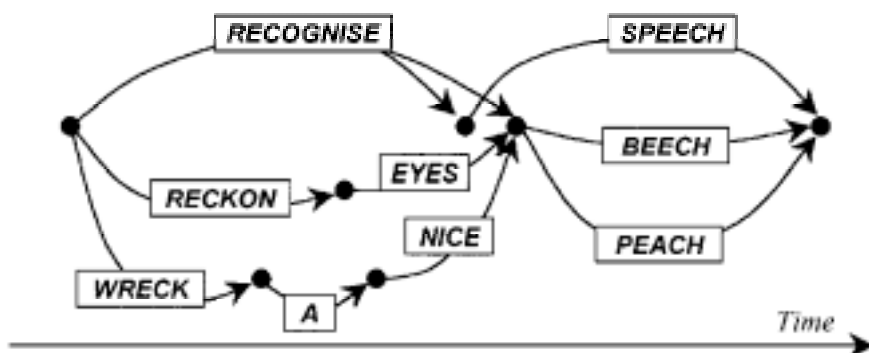 RECOGNISE
SPEECH
BEECH
EYES
RECKON
NICE
PEACH
WRECK
A
Time